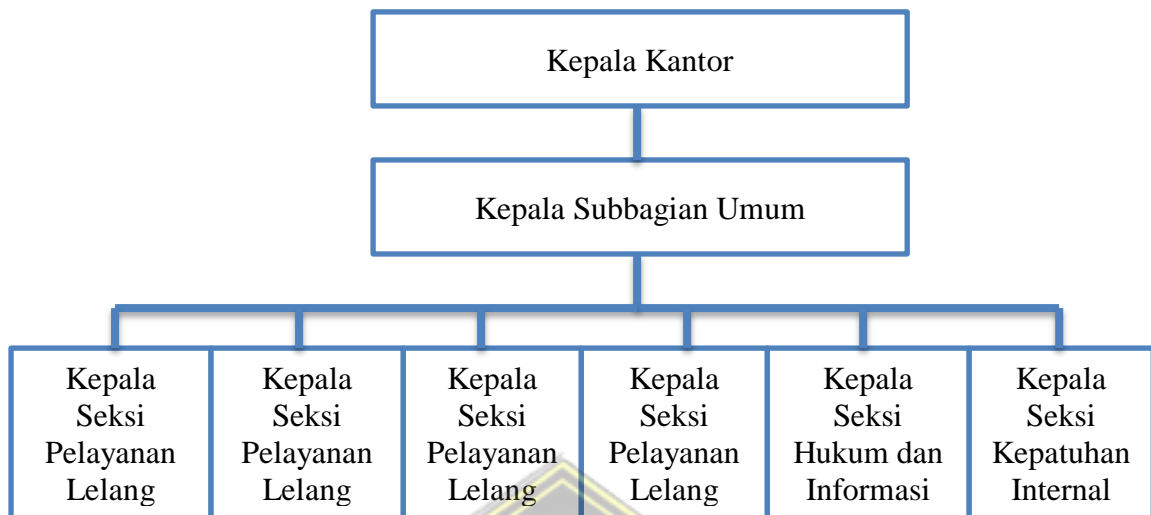 Kepala Kantor
Kepala Subbagian Umum
Kepala
Seksi
Pelayanan
Lelang
Kepala
Seksi
Pelayanan
Lelang
Kepala
Seksi
Pelayanan
Lelang
Kepala
Seksi
Pelayanan
Lelang
Kepala
Seksi
Hukum dan
Informasi
Kepala
Seksi
Kepatuhan
Internal